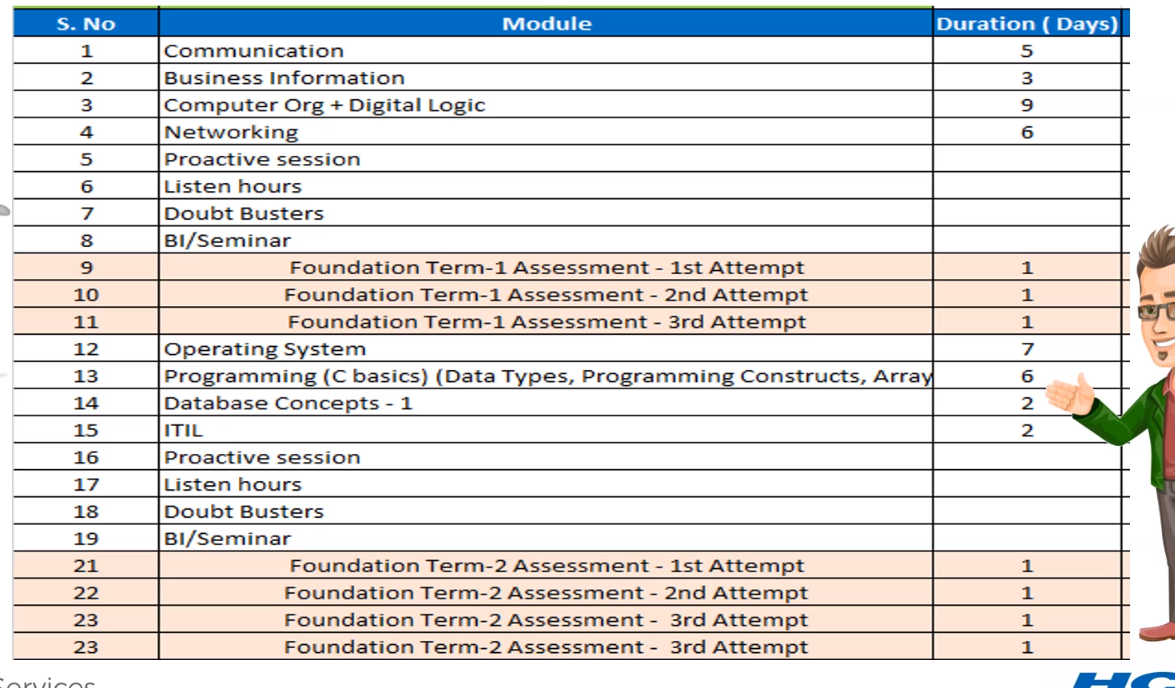 S. No Module Duration ( Days)
1 Communication 5
2 Business Information 3
3 Computer Org + Digital Logic 9
4 Networking 6
5 Proactive session
6 Listen hours
7 Doubt Busters
8 BI/Seminar
9 Foundation Term-1 Assessment - 1st Attempt 1
10 Foundation Term-1 Assessment - 2nd Attempt 1
11 Foundation Term-1 Assessment - 3rd Attempt 1
12 Operating System 7
13 Programming (C basics) (Data Types, Programming Constructs, Array 6
14 Database Concepts - 1 2
15 ITIL 2
16 Proactive session
17 Listen hours
18 Doubt Busters
19 BI/Seminar
21 Foundation Term-2 Assessment - 1st Attempt 1
22 Foundation Term-2 Assessment - 2nd Attempt 1
23 Foundation Term-2 Assessment - 3rd Attempt 1
23 Foundation Term-2 Assessment - 3rd Attempt 1
Services